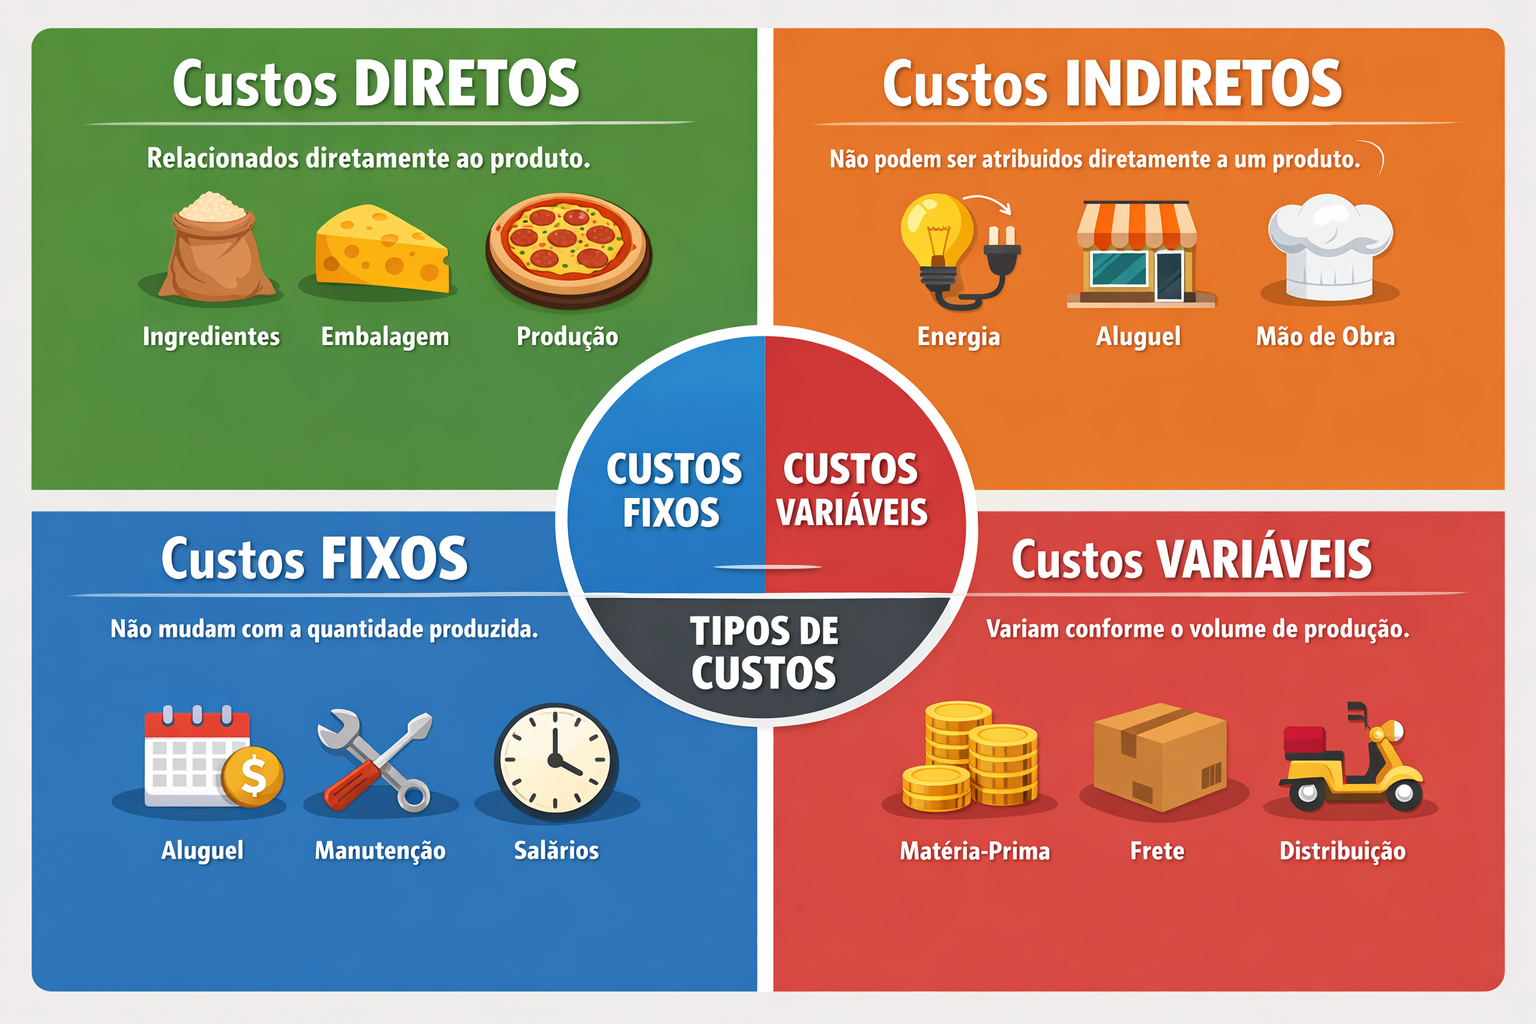 Custos DIRETOS
Relacionados diretamente ao produto.
Ingredientes
Embalagem
Produção
Custos INDIRETOS
Não podem ser atribuidos diretamente a um produto.
Energia
Aluguel
Mão de Obra
CUSTOS
FIXOS
CUSTOS
VARIÁVEIS
TIPOS DE
CUSTOS
Custos FIXOS
Não mudam com a quantidade produzida.
$
Aluguel
Manutenção
Salărios
Custos VARIÁVEIS
Variam conforme o volume de produção.
Matéria-Prima
Frete
Distribuição